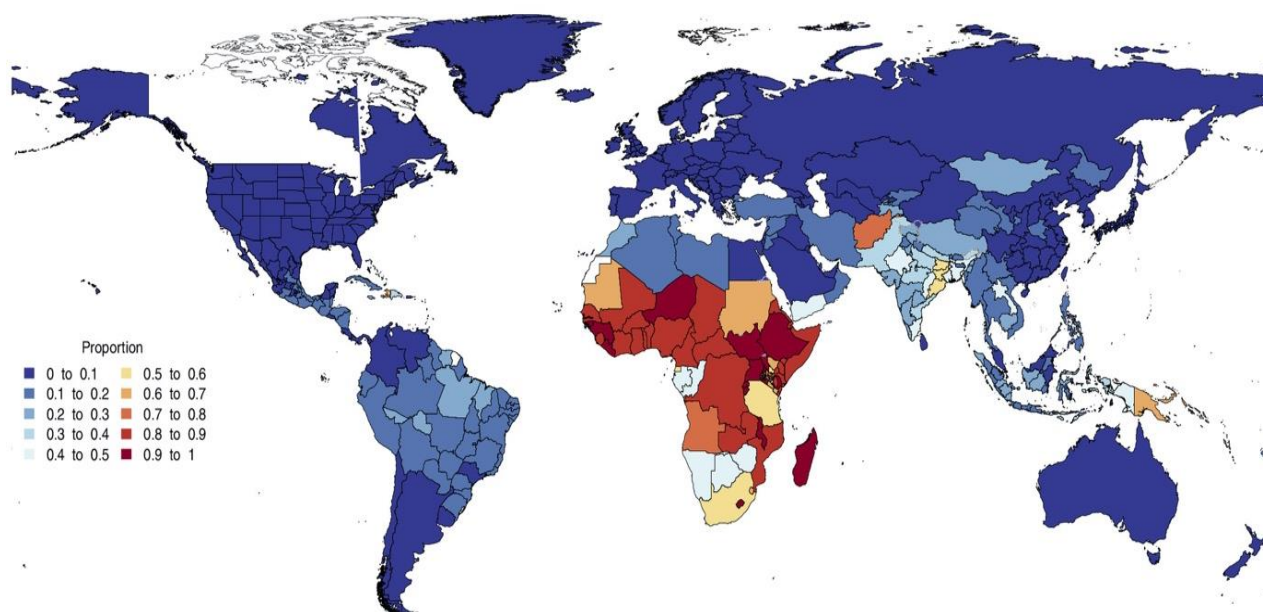 Proportion
0 to 0.1 0.5 to 0.6
0.1 to 0.2 0.6 to 0.7
0.2 to 0.3 0.7 to 0.8
0.3 to 0.4 0.8 to 0.9
0.4 to 0.5 0.9 to 1